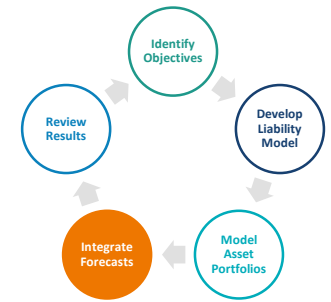 Identify
Objectives
Develop
Liability
Model
Model
Asset
Portfolios
Integrate
Forecasts
Review
Results